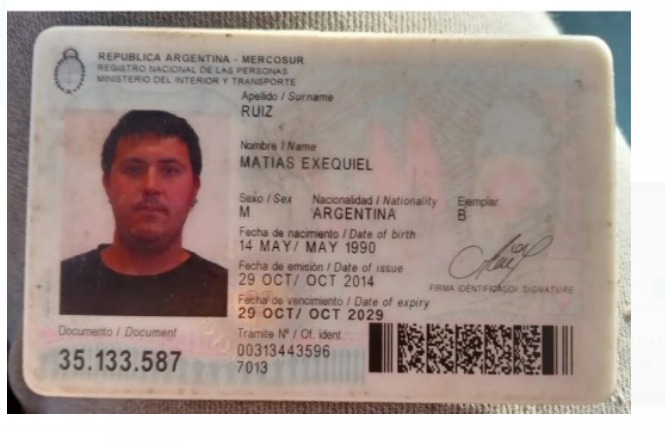 REPUBLICA ARGENTINA - MERCOSUR
REGISTRO NACIONAL DE LAS PERSONAS
MINISTERIO DEL INTERIOR Y TRANSPORTE
Apellido / Surname
RUIZ
Nombre / Name
MATIAS EXEQUIEL
Sexo / Sex Nacionalidad / Nationality Ejemplar
M ARGENTINA B
Fecha de nacimiento / Date of birth
14 MAY/ MAY 1990
Fecha de emisión / Date of issue
29 OCT/ OCT 2014
FIRMA IDENTIFICADO/ SIGNATURE
Fecha de vencimiento / Date of expiry
29 OCT/ OCT 2029
Documento / Document
35.133.587
Tramite Nº / Of. ident.
00313443596
7013